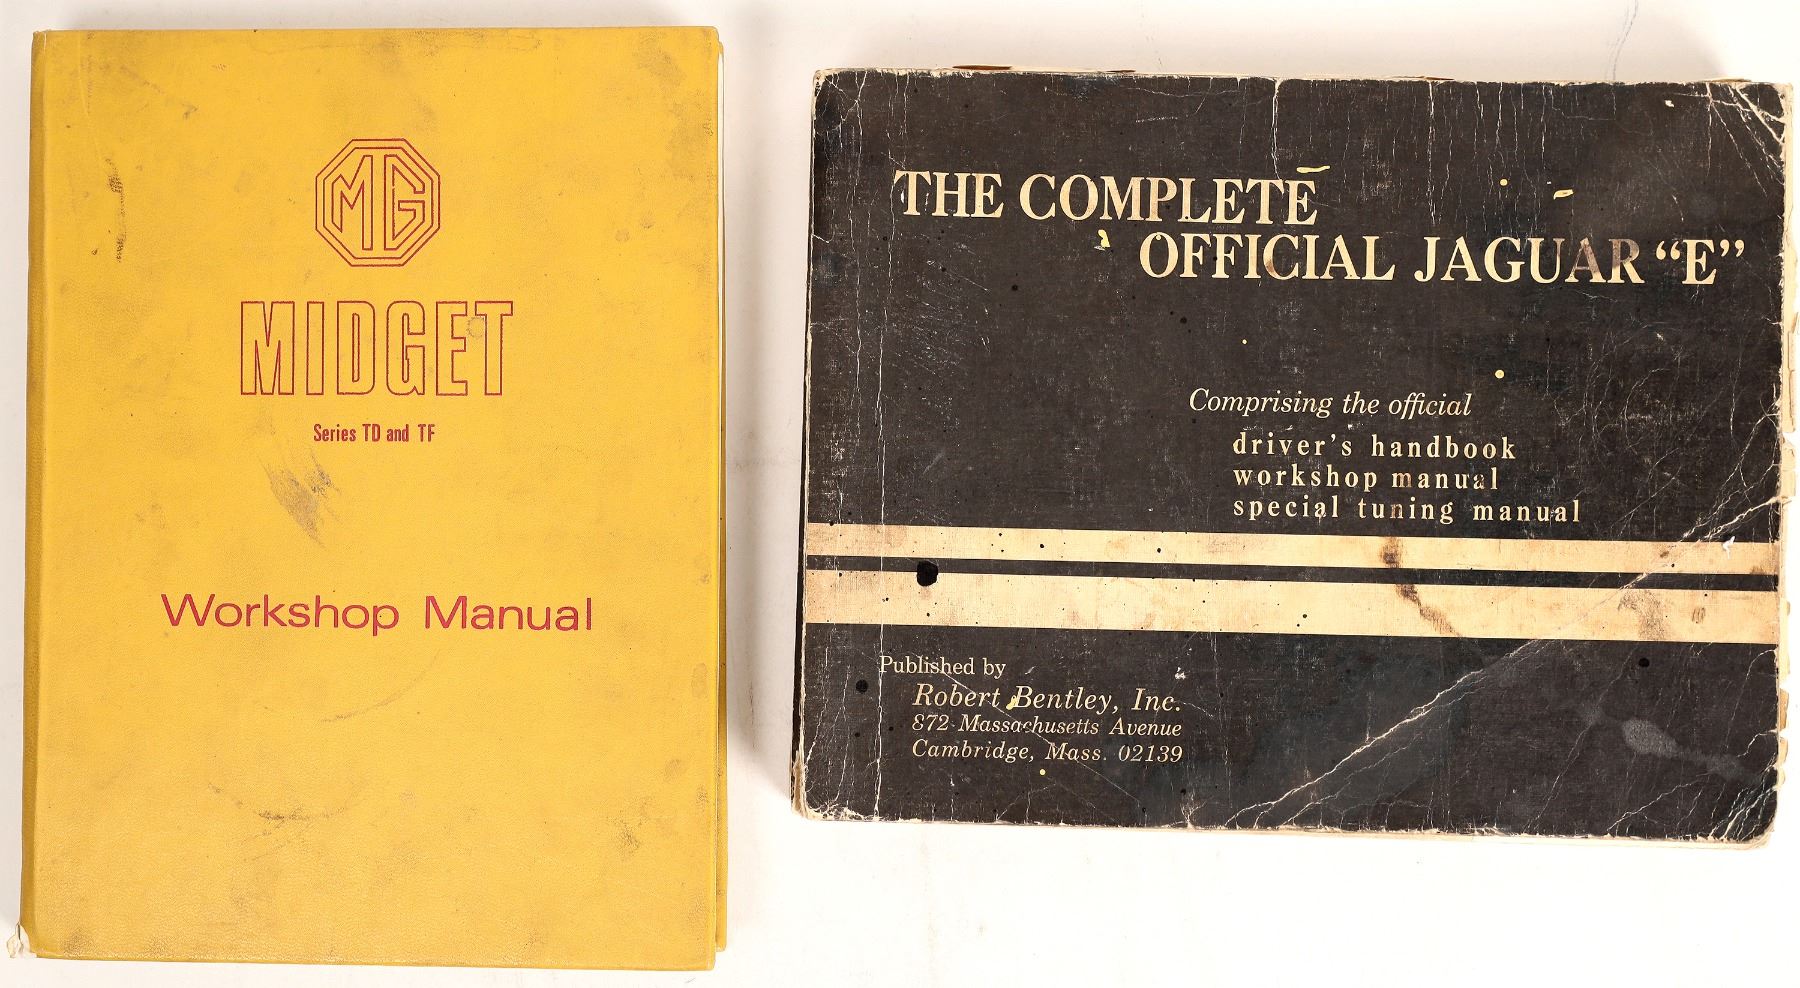 MG
MIDGET
Series TD and TF
Workshop Manual
THE COMPLETE
OFFICIAL JAGUAR “E”
Comprising the official
driver's handbook
workshop manual
special tuning manual
Published by
Robert Bentley, Inc.
872 Massachusetts Avenue
Cambridge, Mass. 02139